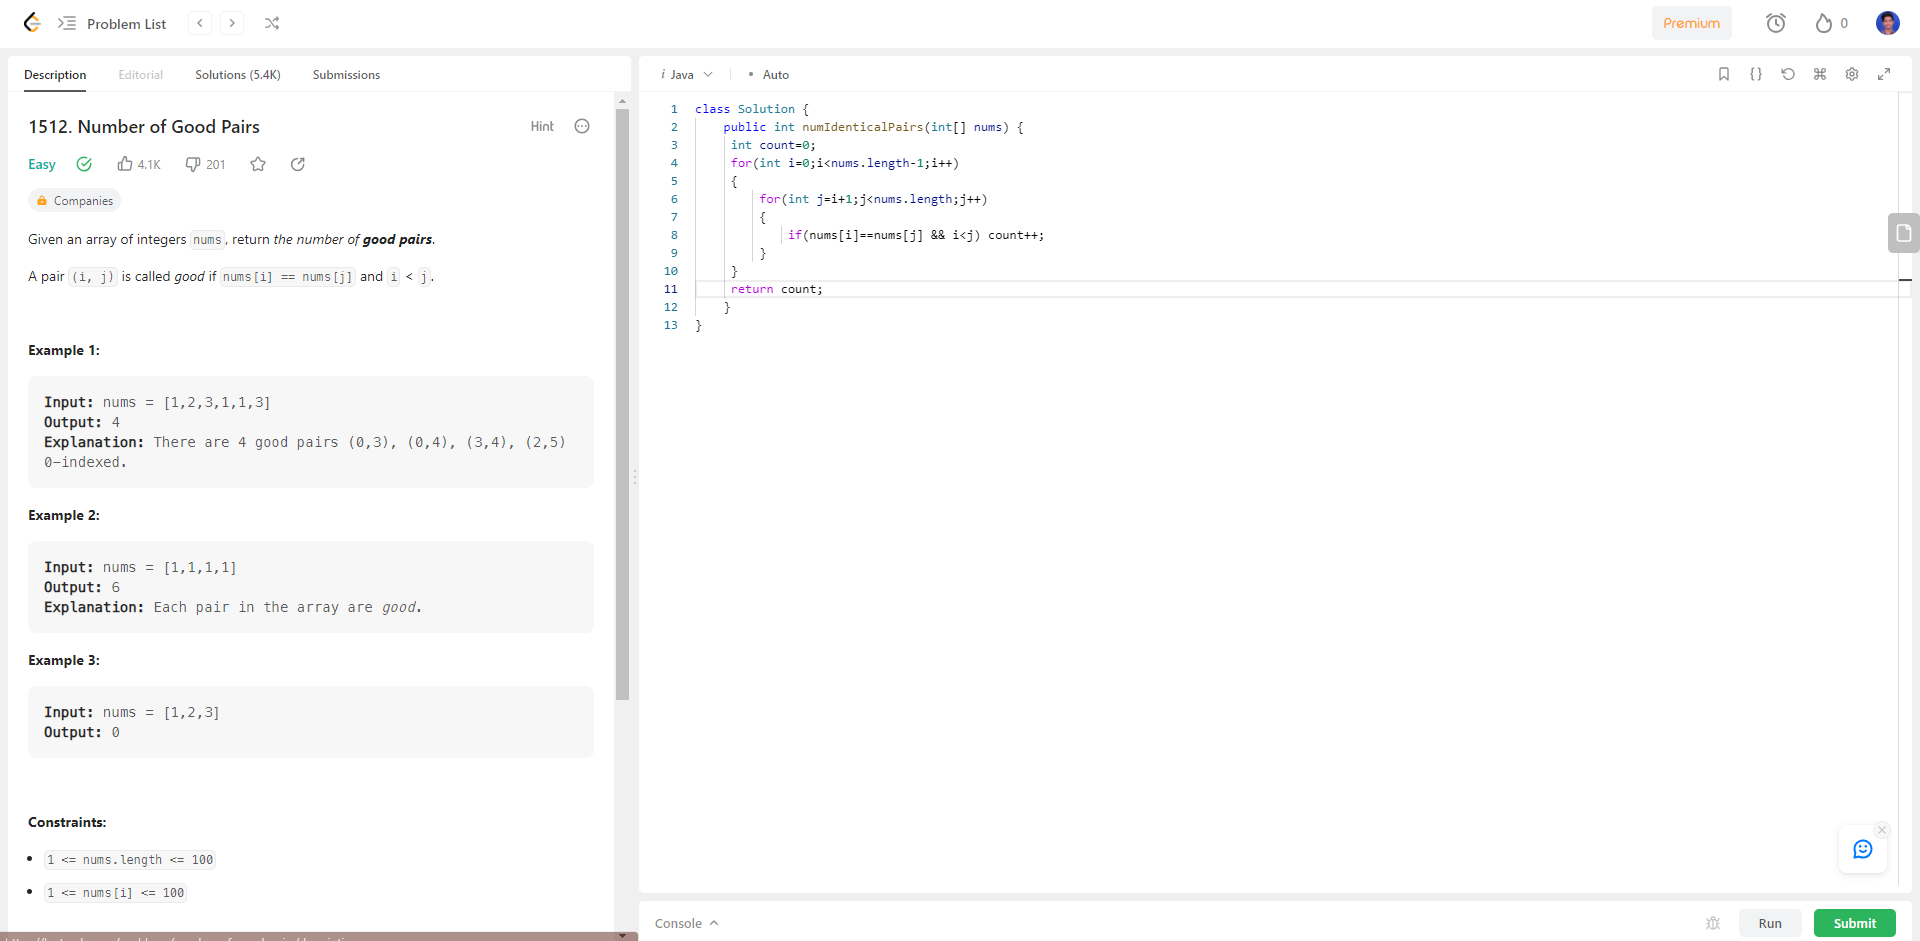 Problem List
Premium
0
Description Editorial Solutions (5.4K) Submissions
1512. Number of Good Pairs
Hint
Easy 4.1K 201
Companies
Given an array of integers nums, return the number of good pairs.
A pair (i, j) is called good if nums[i] == nums[j] and i < j.
Example 1:
Input: nums = [1,2,3,1,1,3]
Output: 4
Explanation: There are 4 good pairs (0,3), (0,4), (3,4), (2,5)
0-indexed.
Example 2:
Input: nums = [1,1,1,1]
Output: 6
Explanation: Each pair in the array are good.
Example 3:
Input: nums = [1,2,3]
Output: 0
Constraints:
1 <= nums.length <= 100
1 <= nums[i] <= 100
i Java • Auto
1 class Solution {
2 public int numIdenticalPairs(int[] nums) {
3 int count=0;
4 for(int i=0;i<nums.length-1;i++)
5 {
6 for(int j=i+1;j<nums.length;j++)
7 {
8 if(nums[i]==nums[j] && i<j) count++;
9 }
10 }
11 return count;
12 }
13 }
Console
Run
Submit